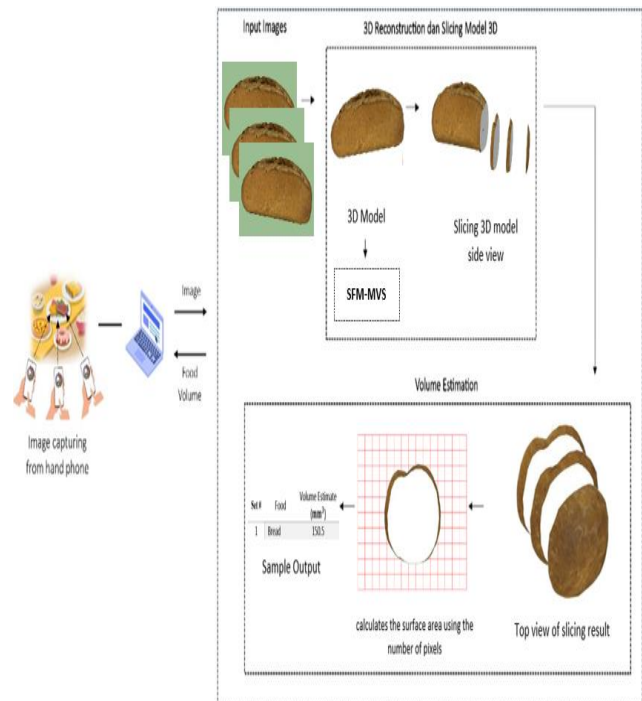 Input Images
3D Reconstruction dan Slicing Model 3D
3D Model
SFM-MVS
Slicing 3D model
side view
Image
Food
Volume
Image capturing
from hand phone
Volume Estimation
Set # Food Volume Estimate
(mm³)
1 Bread 150.5
Sample Output
calculates the surface area using the
number of pixels
Top view of slicing result